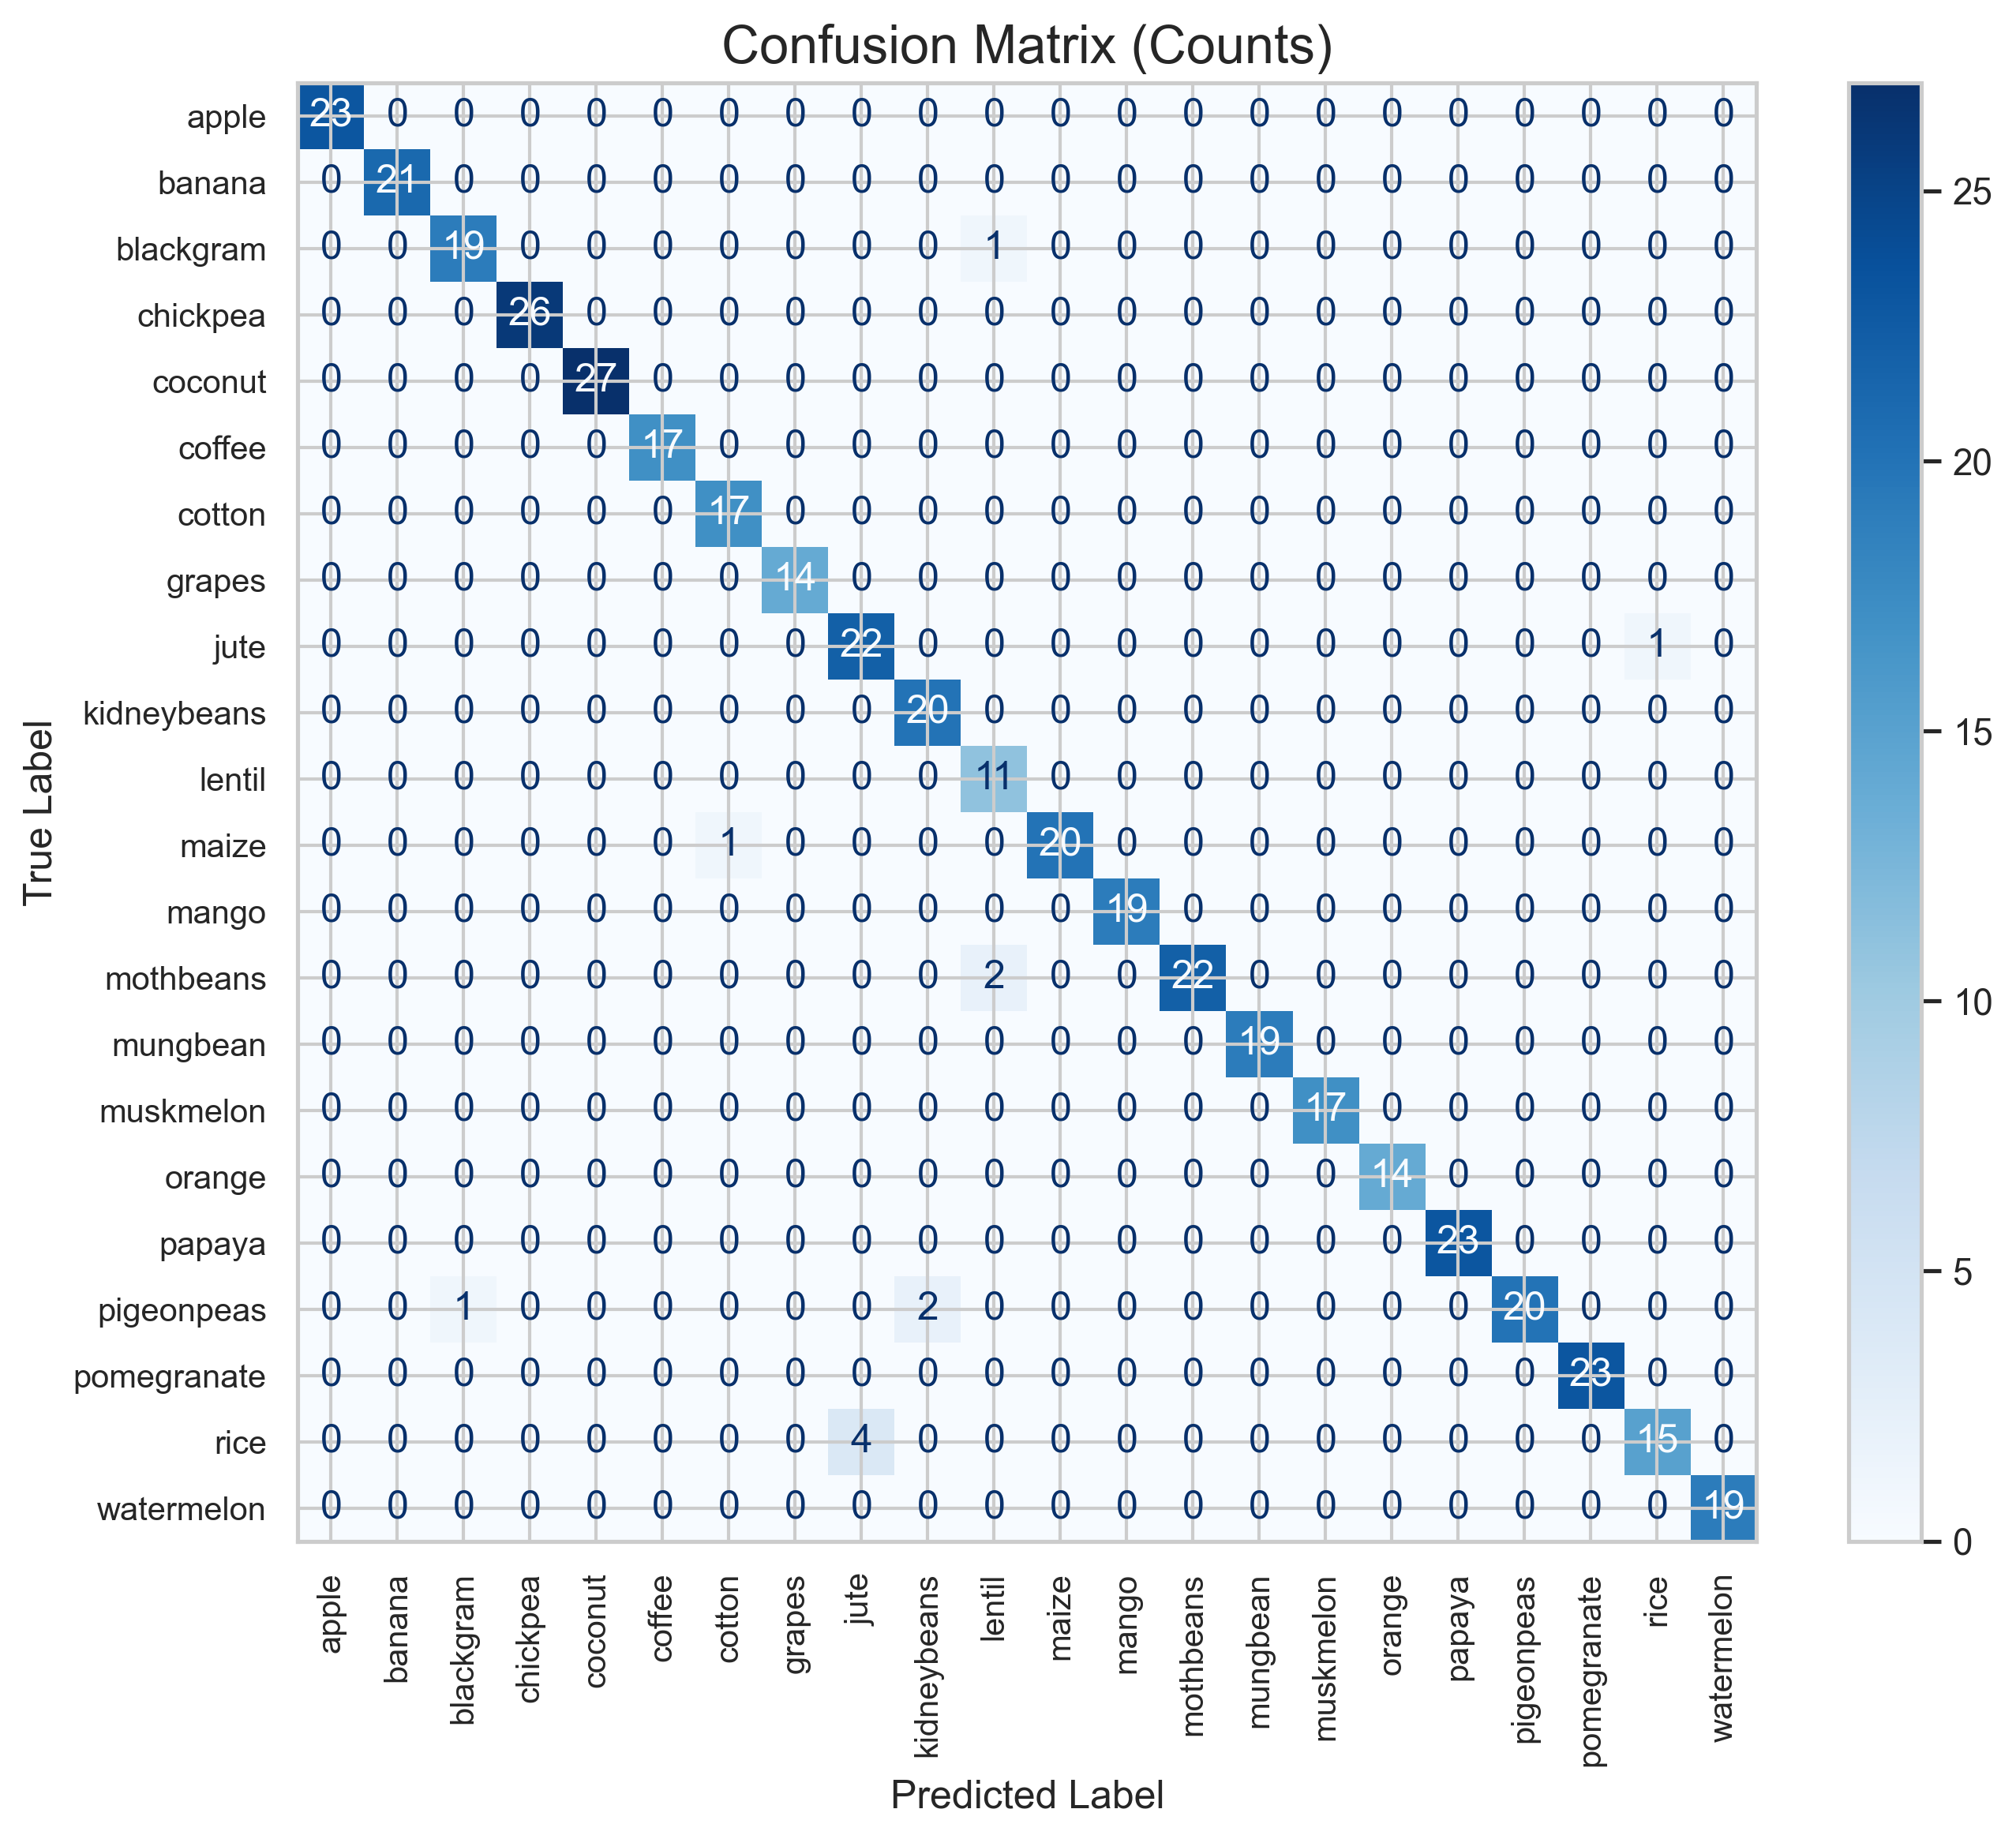 Confusion Matrix (Counts)
apple 23 0 0 0 0 0 0 0 0 0 0 0 0 0 0 0 0 0 0 0 0 0
banana 0 21 0 0 0 0 0 0 0 0 0 0 0 0 0 0 0 0 0 0 0 0
blackgram 0 0 19 0 0 0 0 0 0 0 1 0 0 0 0 0 0 0 0 0 0 0
chickpea 0 0 0 26 0 0 0 0 0 0 0 0 0 0 0 0 0 0 0 0 0 0
coconut 0 0 0 0 27 0 0 0 0 0 0 0 0 0 0 0 0 0 0 0 0 0
coffee 0 0 0 0 0 17 0 0 0 0 0 0 0 0 0 0 0 0 0 0 0 0
cotton 0 0 0 0 0 0 17 0 0 0 0 0 0 0 0 0 0 0 0 0 0 0
grapes 0 0 0 0 0 0 0 14 0 0 0 0 0 0 0 0 0 0 0 0 0 0
jute 0 0 0 0 0 0 0 0 22 0 0 0 0 0 0 0 0 0 0 0 1 0
kidneybeans 0 0 0 0 0 0 0 0 0 20 0 0 0 0 0 0 0 0 0 0 0 0
lentil 0 0 0 0 0 0 0 0 0 0 11 0 0 0 0 0 0 0 0 0 0 0
maize 0 0 0 0 0 0 1 0 0 0 0 20 0 0 0 0 0 0 0 0 0 0
mango 0 0 0 0 0 0 0 0 0 0 0 0 19 0 0 0 0 0 0 0 0 0
mothbeans 0 0 0 0 0 0 0 0 0 0 2 0 0 22 0 0 0 0 0 0 0 0
mungbean 0 0 0 0 0 0 0 0 0 0 0 0 0 0 19 0 0 0 0 0 0 0
muskmelon 0 0 0 0 0 0 0 0 0 0 0 0 0 0 0 17 0 0 0 0 0 0
orange 0 0 0 0 0 0 0 0 0 0 0 0 0 0 0 0 14 0 0 0 0 0
papaya 0 0 0 0 0 0 0 0 0 0 0 0 0 0 0 0 0 23 0 0 0 0
pigeonpeas 0 0 1 0 0 0 0 0 0 2 0 0 0 0 0 0 0 0 20 0 0 0
pomegranate 0 0 0 0 0 0 0 0 0 0 0 0 0 0 0 0 0 0 0 23 0 0
rice 0 0 0 0 0 0 0 0 4 0 0 0 0 0 0 0 0 0 0 0 15 0
watermelon 0 0 0 0 0 0 0 0 0 0 0 0 0 0 0 0 0 0 0 0 0 19
True Label
apple
banana
blackgram
chickpea
coconut
coffee
cotton
grapes
jute
kidneybeans
lentil
maize
mango
mothbeans
mungbean
muskmelon
orange
papaya
pigeonpeas
pomegranate
rice
watermelon
Predicted Label
25
20
15
10
5
0